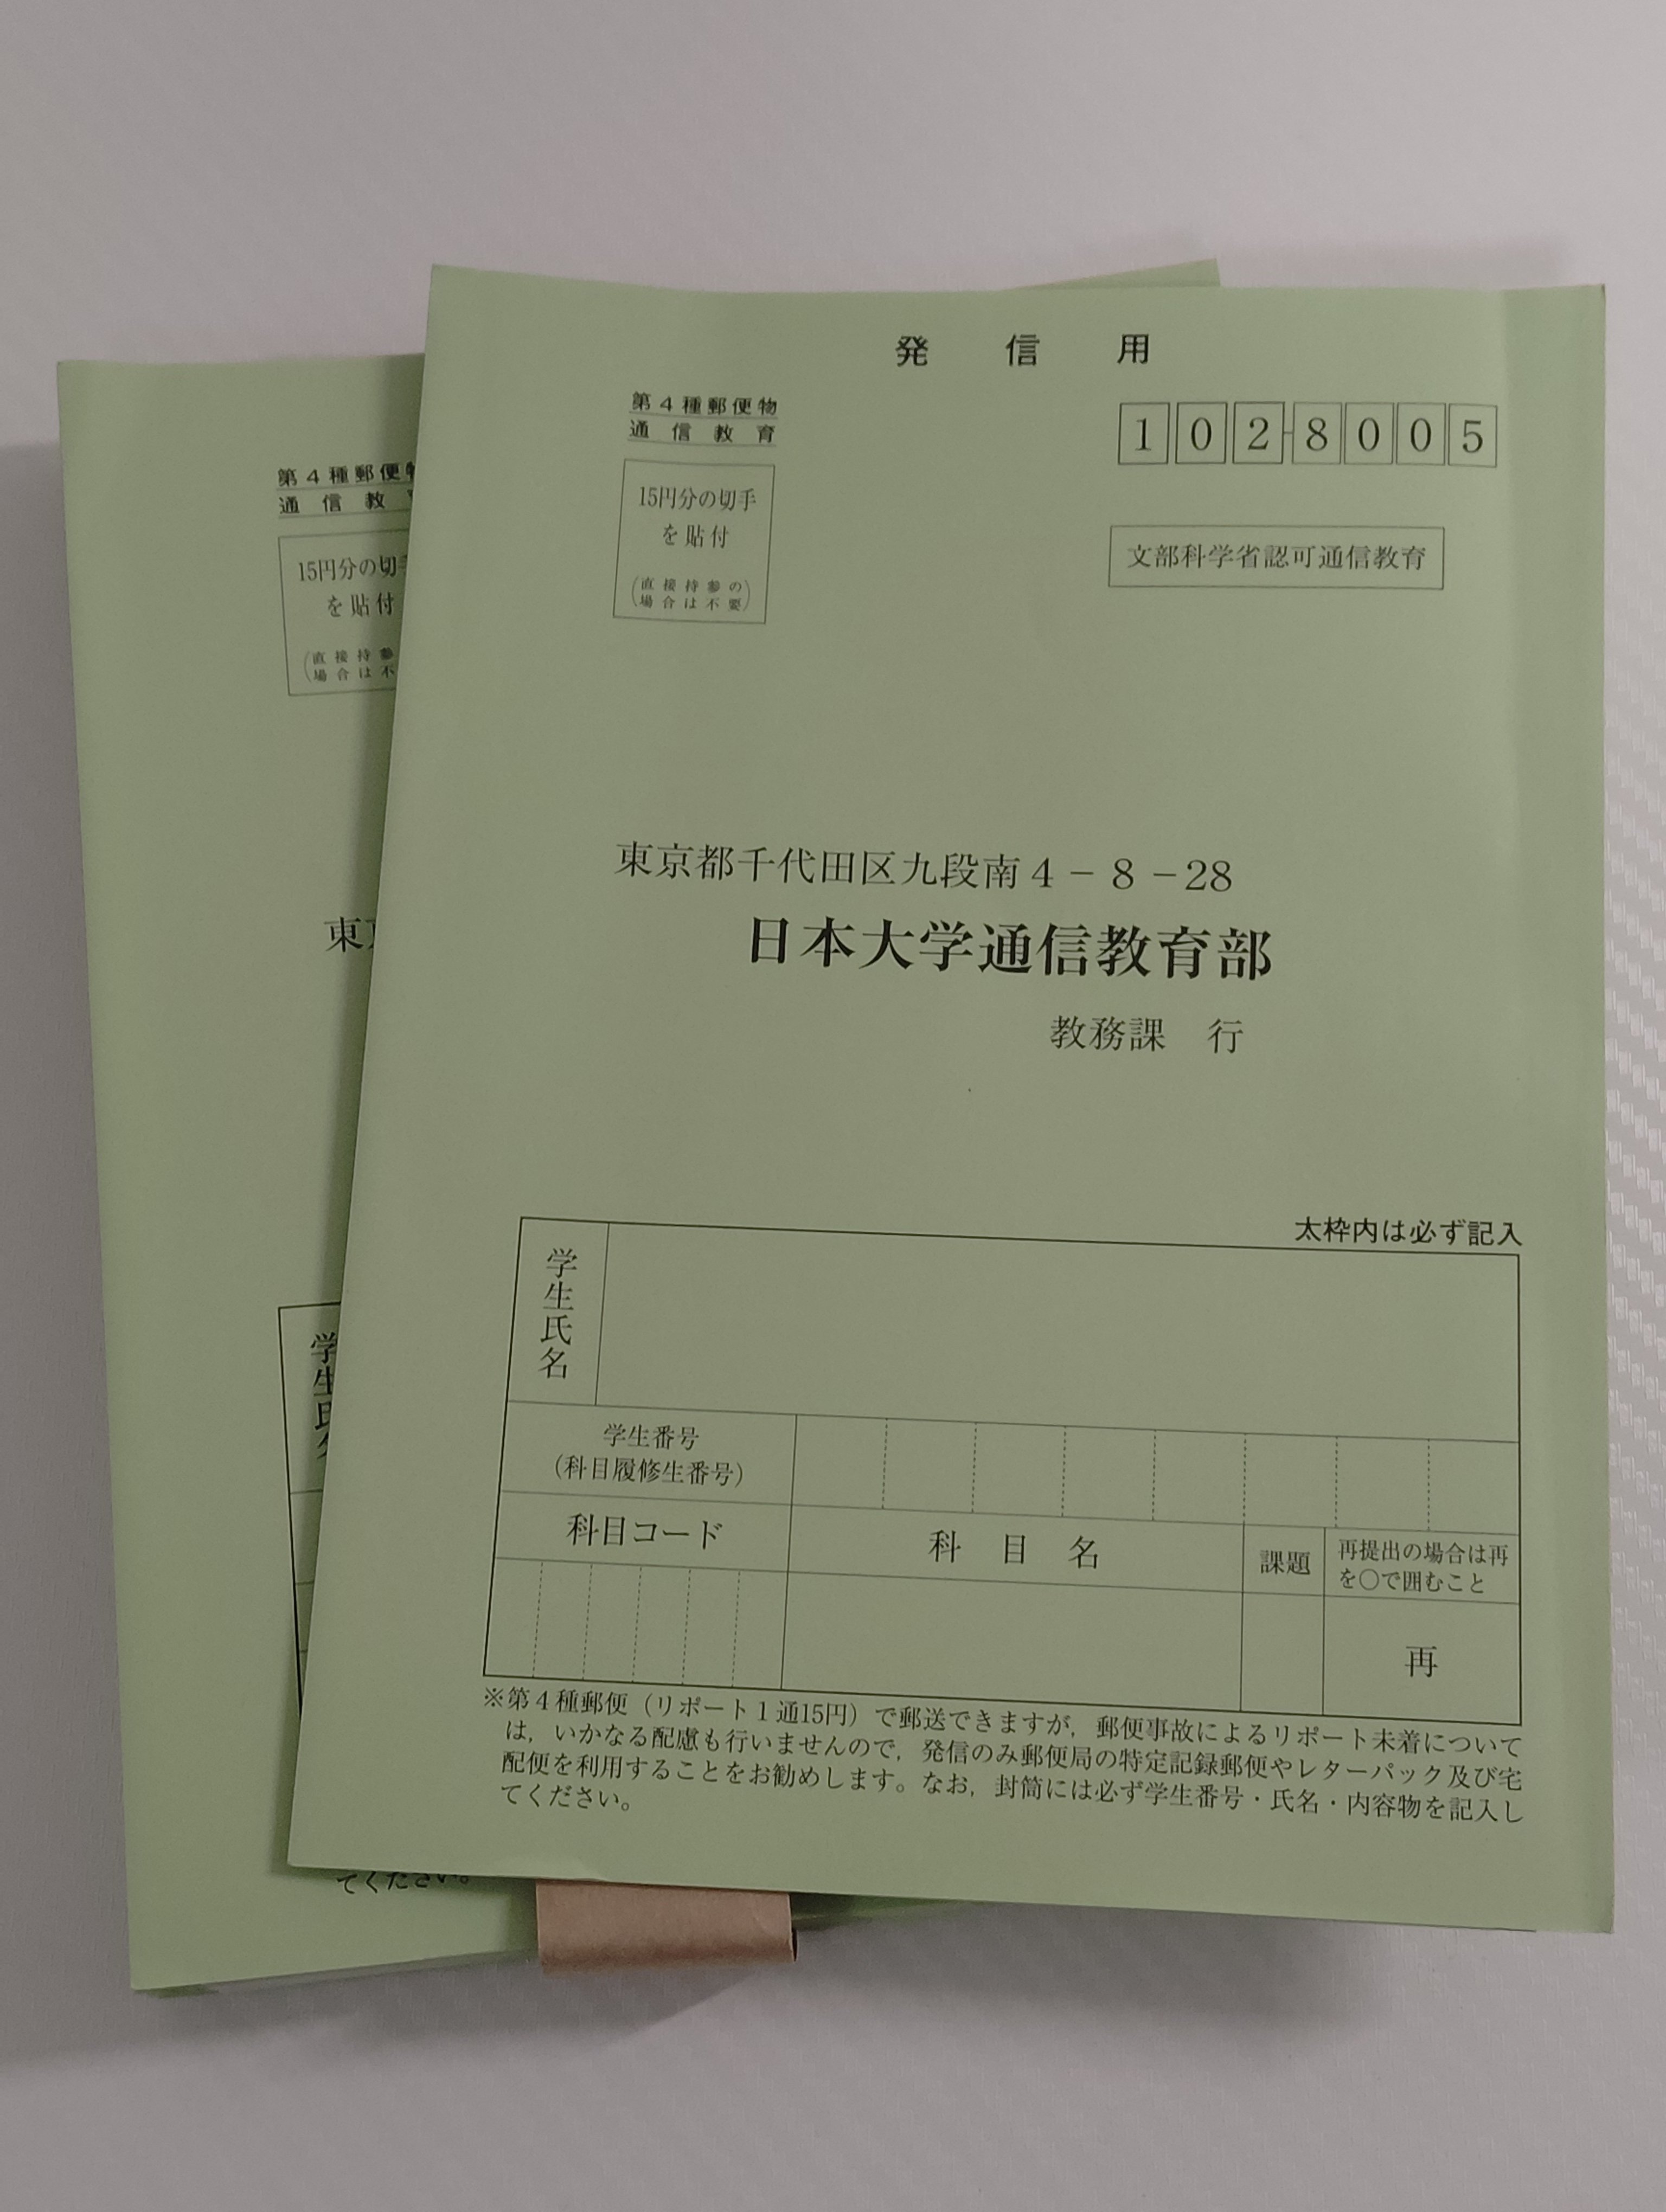 発信用
第4種郵便物
通信教育
15円分の切手
を貼付
(直接持参の
場合は不要)
102-8005
文部科学省認可通信教育
東京都千代田区九段南4－8－28
日本大学通信教育部
教務課 行
太枠内は必ず記入
学生氏名
学生番号
(科目履修生番号)
科目コード
科目名
課題
再提出の場合は再
を○で囲むこと
再
※第4種郵便（リポート1通15円）で郵送できますが，郵便事故によるリポート未着について
は，いかなる配慮も行いませんので，発信のみ郵便局の特定記録郵便やレターパック及び宅
配便を利用することをお勧めします。なお，封筒には必ず学生番号・氏名・内容物を記入し
てください。
第4種郵便
通信教
15円分の切
を貼付
(直接持参
場合は不
東
学生氏
てください。